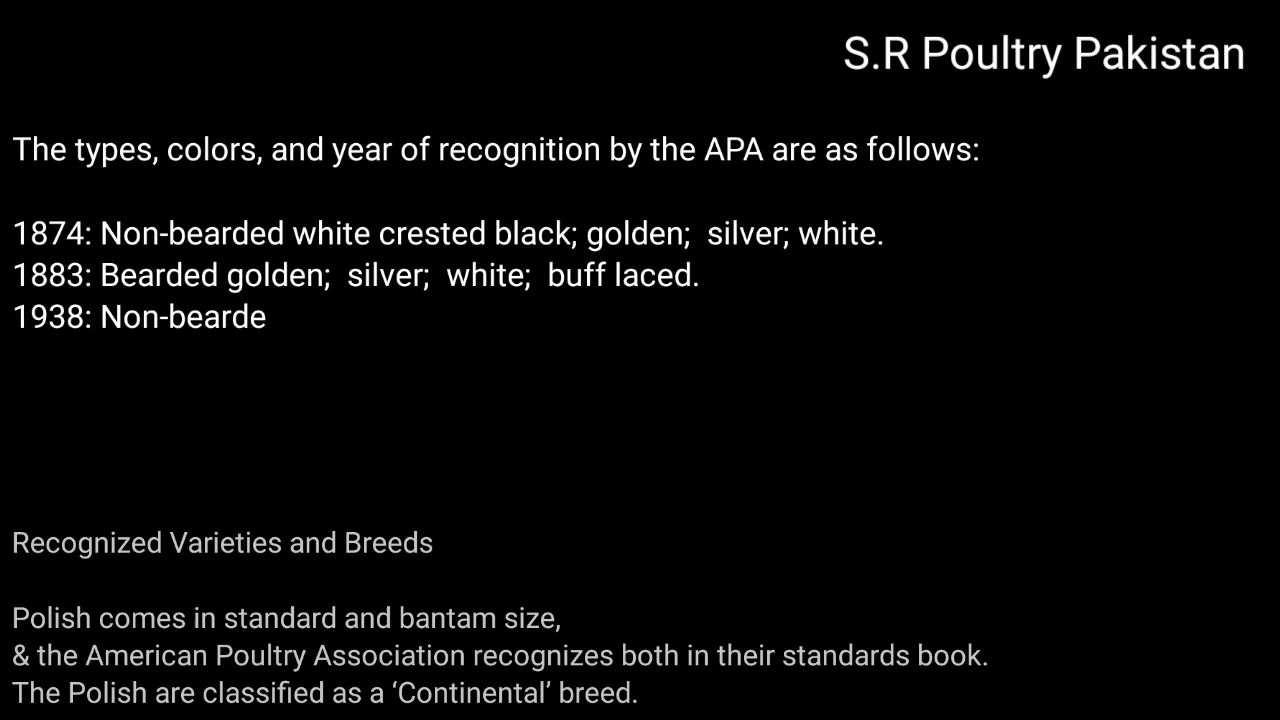 S.R Poultry Pakistan
The types, colors, and year of recognition by the APA are as follows:
1874: Non-bearded white crested black; golden;  silver; white.
1883: Bearded golden;  silver;  white;  buff laced.
1938: Non-bearde
Recognized Varieties and Breeds
Polish comes in standard and bantam size,
& the American Poultry Association recognizes both in their standards book.
The Polish are classified as a ‘Continental’ breed.